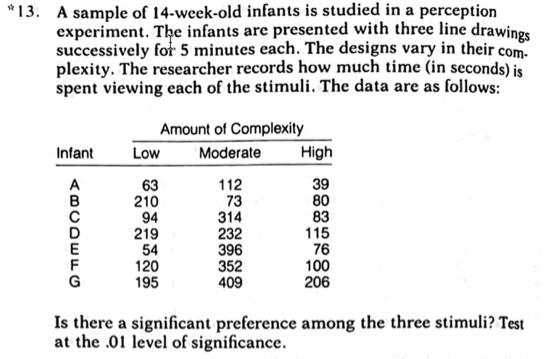 *13. A sample of 14-week-old infants is studied in a perception
experiment. The infants are presented with three line drawings
successively for 5 minutes each. The designs vary in their com-
plexity. The researcher records how much time (in seconds) is
spent viewing each of the stimuli. The data are as follows:
Amount of Complexity
Infant Low Moderate High
A 63 112 39
B 210 73 80
C 94 314 83
D 219 232 115
E 54 396 76
F 120 352 100
G 195 409 206
Is there a significant preference among the three stimuli? Test
at the .01 level of significance.